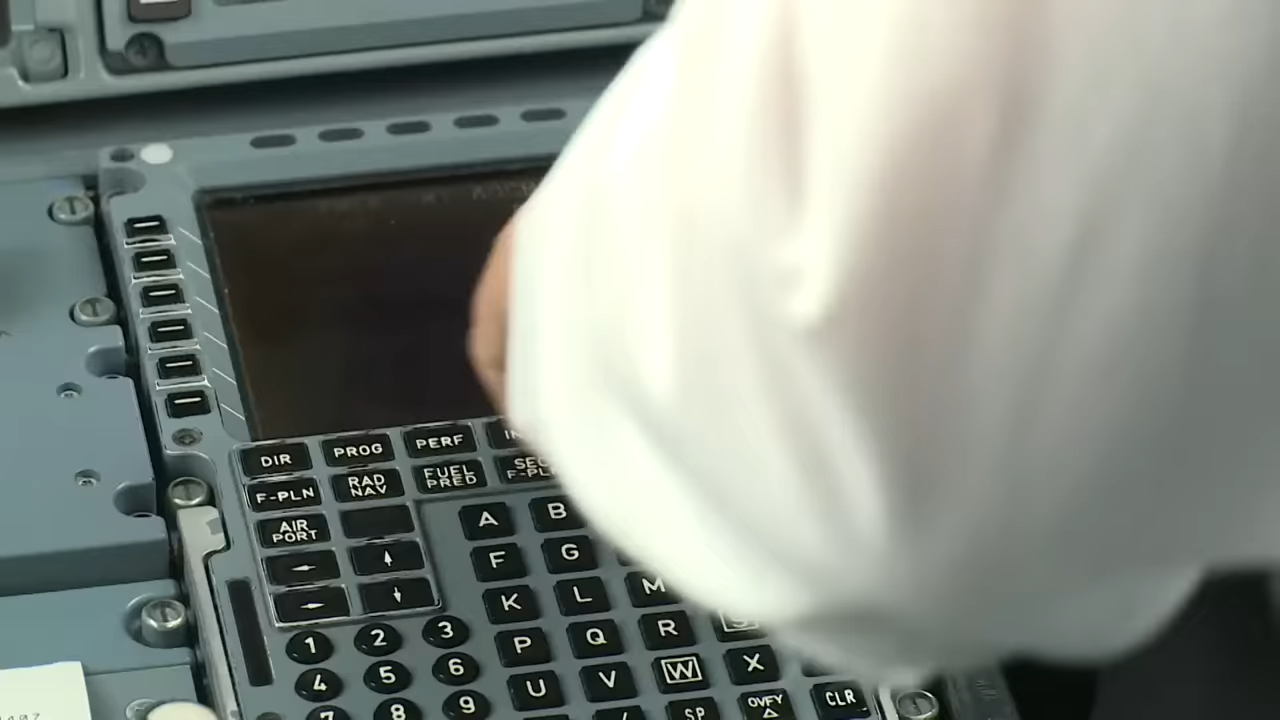 DIR PROG PERF
F-PLN RAD NAV FUEL PRED SEC
AIR PORT
A B
F G
K L M
P Q R
1 2 3
4 5 6
7 8 9
U V W X
SP OVFY CLR